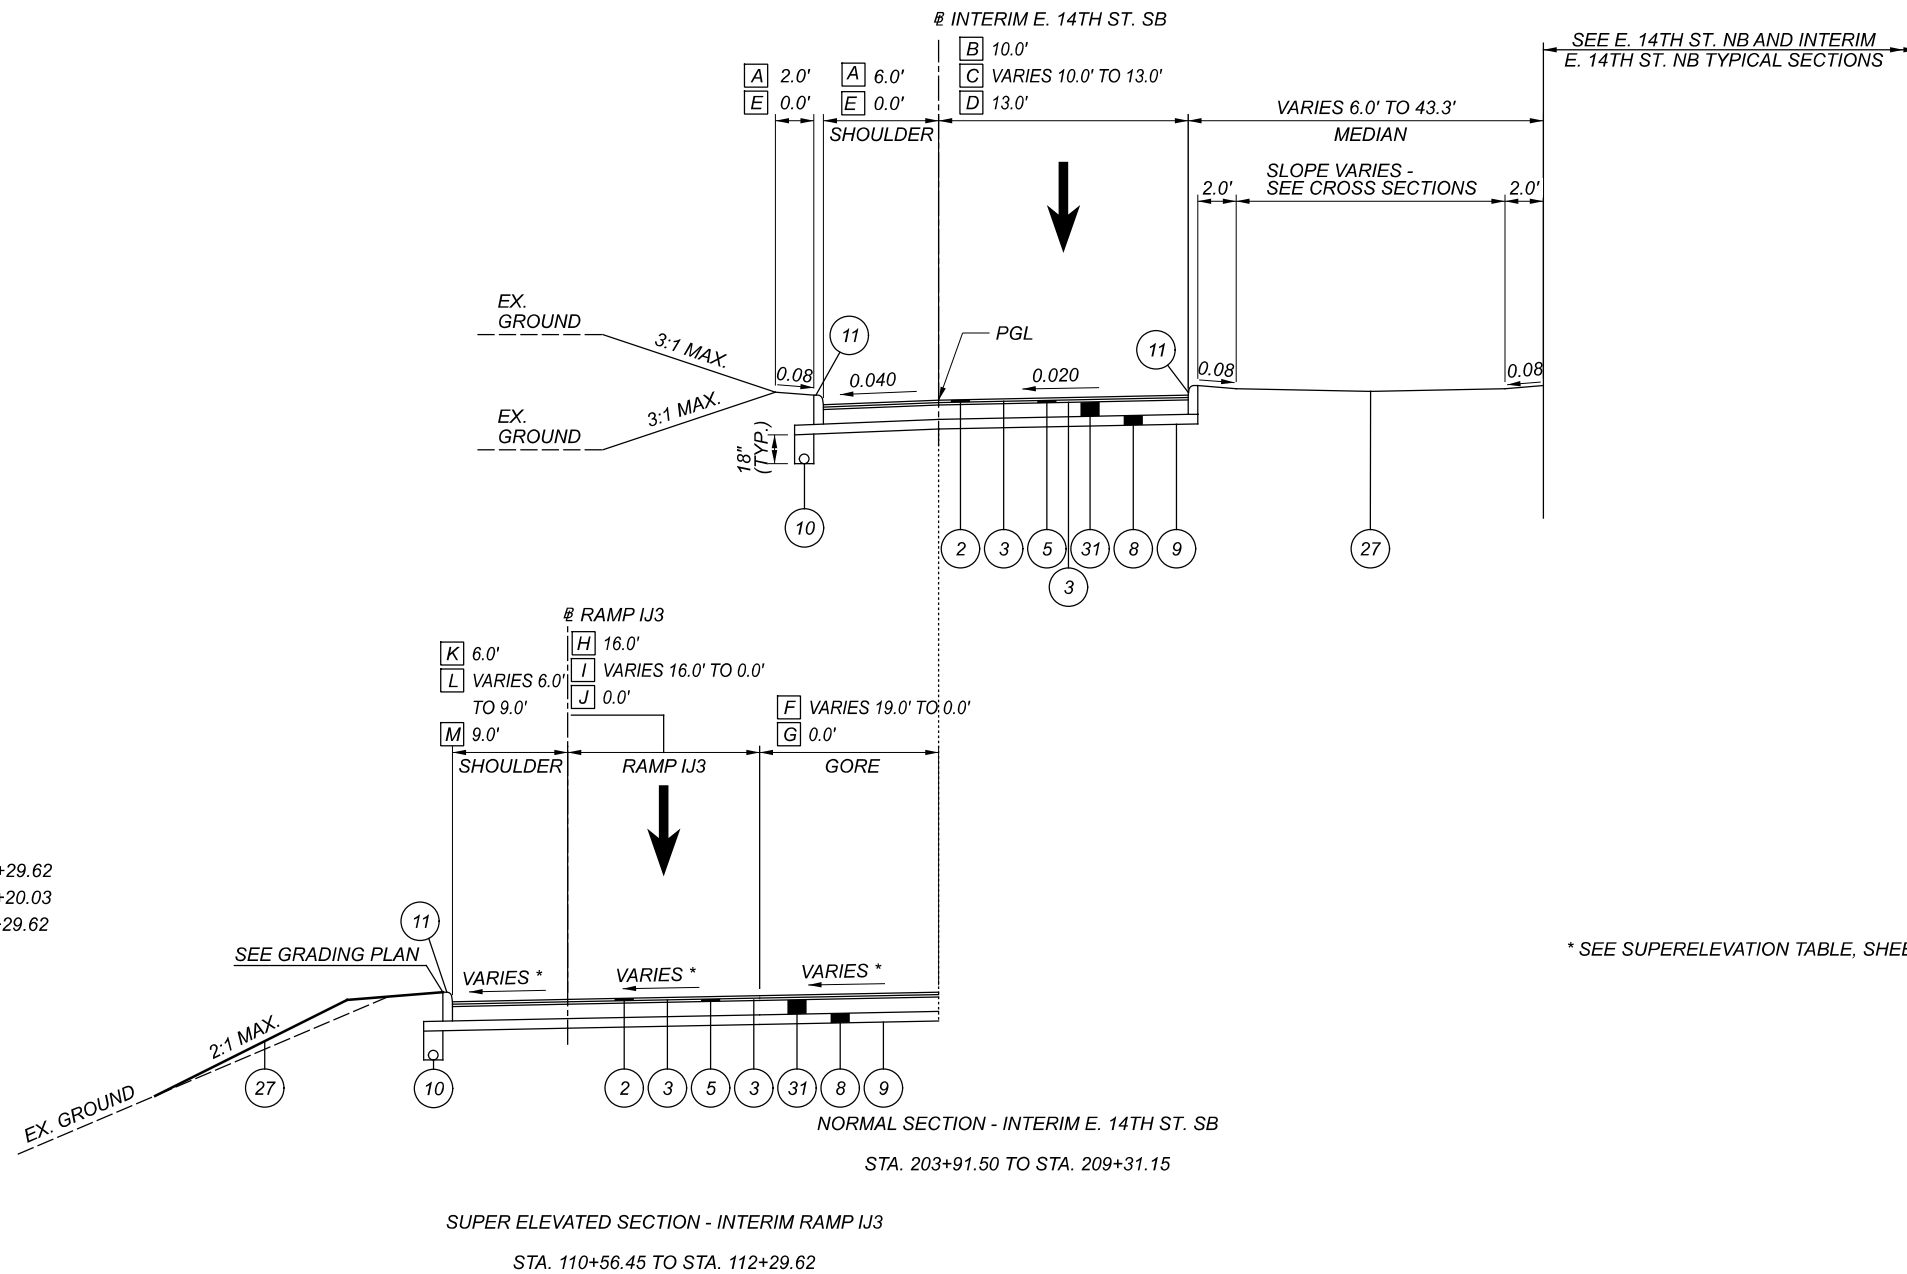 ℄ INTERIM E. 14TH ST. SB
B 10.0'
C VARIES 10.0' TO 13.0'
D 13.0'
A 2.0'
E 0.0'
A 6.0'
E 0.0'
SHOULDER
SEE E. 14TH ST. NB AND INTERIM
E. 14TH ST. NB TYPICAL SECTIONS
VARIES 6.0' TO 43.3'
MEDIAN
SLOPE VARIES -
SEE CROSS SECTIONS
2.0'
2.0'
EX.
GROUND
3:1 MAX.
0.08
11
0.040
PGL
0.020
11
0.08
0.08
EX.
GROUND
3:1 MAX.
18"
(TYP.)
10
2
3
5
31
8
9
27
3
RAMP IJ3
K 6.0'
L VARIES 6.0'
TO 9.0'
M 9.0'
H 16.0'
I VARIES 16.0' TO 0.0'
J 0.0'
F VARIES 19.0' TO 0.0'
G 0.0'
SHOULDER
RAMP IJ3
GORE
+29.62
+20.03
29.62
11
SEE GRADING PLAN
VARIES *
VARIES *
VARIES *
* SEE SUPERELEVATION TABLE,
2:1 MAX.
EX. GROUND
27
10
2
3
5
3
31
8
9
NORMAL SECTION - INTERIM E. 14TH ST. SB
STA. 203+91.50 TO STA. 209+31.15
SUPER ELEVATED SECTION - INTERIM RAMP IJ3
STA. 110+56.45 TO STA. 112+29.62